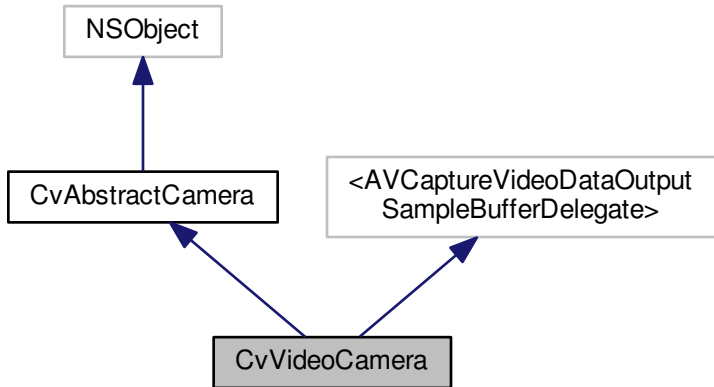 NSObject
CvAbstractCamera
<AVCaptureVideoDataOutput
SampleBufferDelegate>
CvVideoCamera